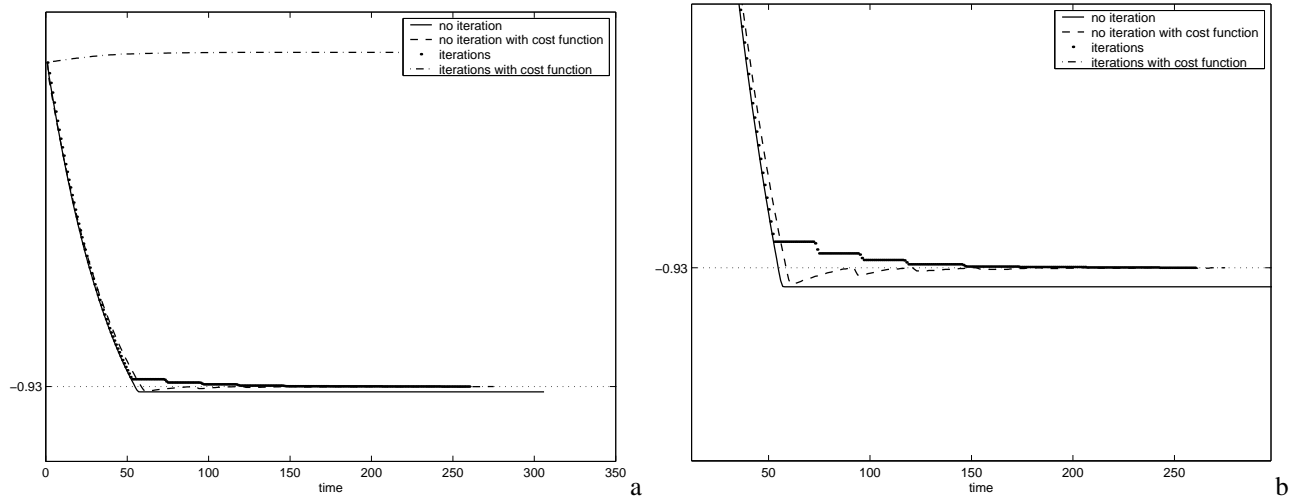 no iteration
no iteration with cost function
iterations
iterrations with cost function
−0.93
0 50 100 150 200 250 300 350
time
a
no iteration
no iteration with cost function
iterations
iterrations with cost function
−0.93
50 100 150 200 250
time
b